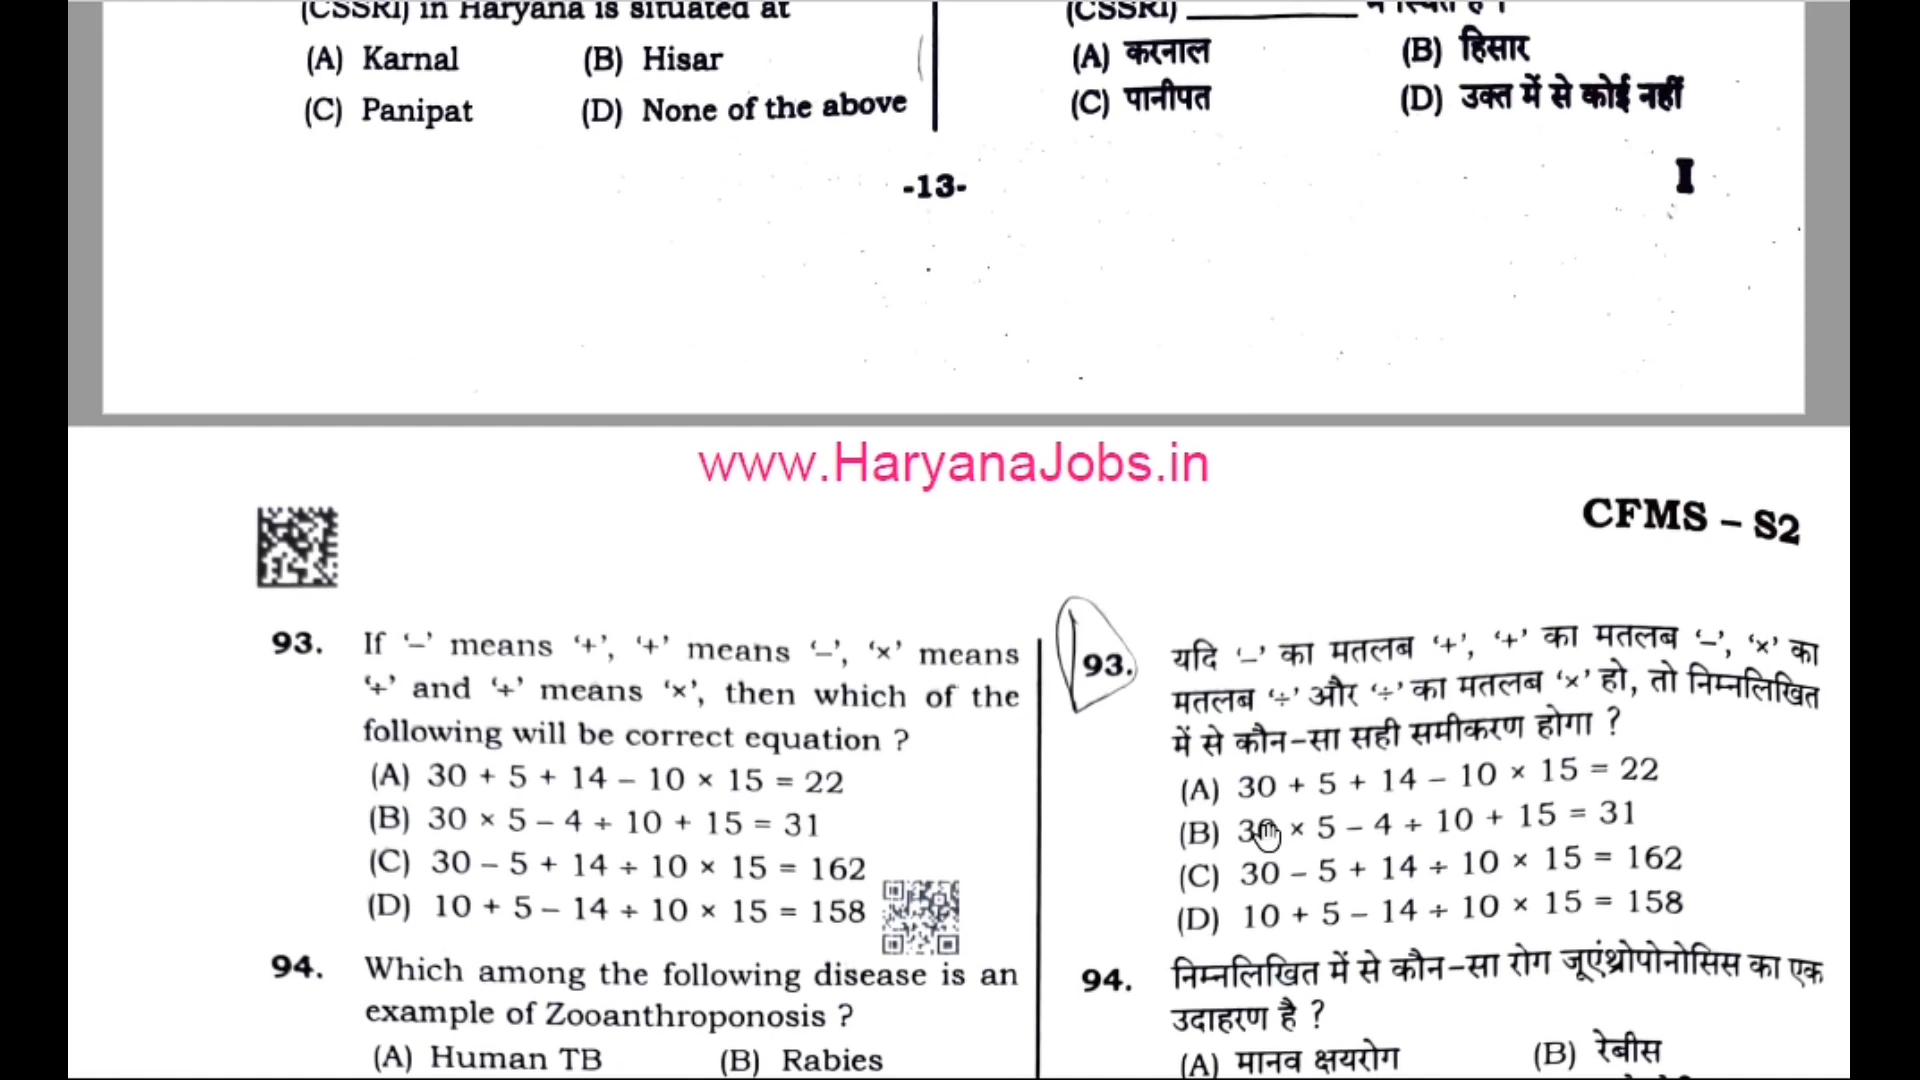 (CSSRI) in Haryana is situated at
(A) Karnal (B) Hisar
(C) Panipat (D) None of the above
(CSSRI) ____________ में स्थित है ।
(A) करनाल (B) हिसार
(C) पानीपत (D) उक्त में से कोई नहीं
-13-
I
www.HaryanaJobs.in
CFMS – S2
93. If ‘–’ means ‘+’, ‘+’ means ‘–’, ‘×’ means
‘÷’ and ‘÷’ means ‘×’, then which of the
following will be correct equation ?
(A) 30 + 5 + 14 – 10 × 15 = 22
(B) 30 × 5 – 4 ÷ 10 + 15 = 31
(C) 30 – 5 + 14 ÷ 10 × 15 = 162
(D) 10 + 5 – 14 ÷ 10 × 15 = 158
94. Which among the following disease is an
example of Zooanthroponosis ?
(A) Human TB (B) Rabies
93. यदि ‘–’ का मतलब ‘+’, ‘+’ का मतलब ‘–’, ‘×’ का
मतलब ‘÷’ और ‘÷’ का मतलब ‘×’ हो, तो निम्नलिखित
में से कौन-सा सही समीकरण होगा ?
(A) 30 + 5 + 14 – 10 × 15 = 22
(B) 30 × 5 – 4 ÷ 10 + 15 = 31
(C) 30 – 5 + 14 ÷ 10 × 15 = 162
(D) 10 + 5 – 14 ÷ 10 × 15 = 158
94. निम्नलिखित में से कौन-सा रोग जूएंथ्रोपोनोसिस का एक
उदाहरण है ?
(A) मानव क्षयरोग (B) रेबीस